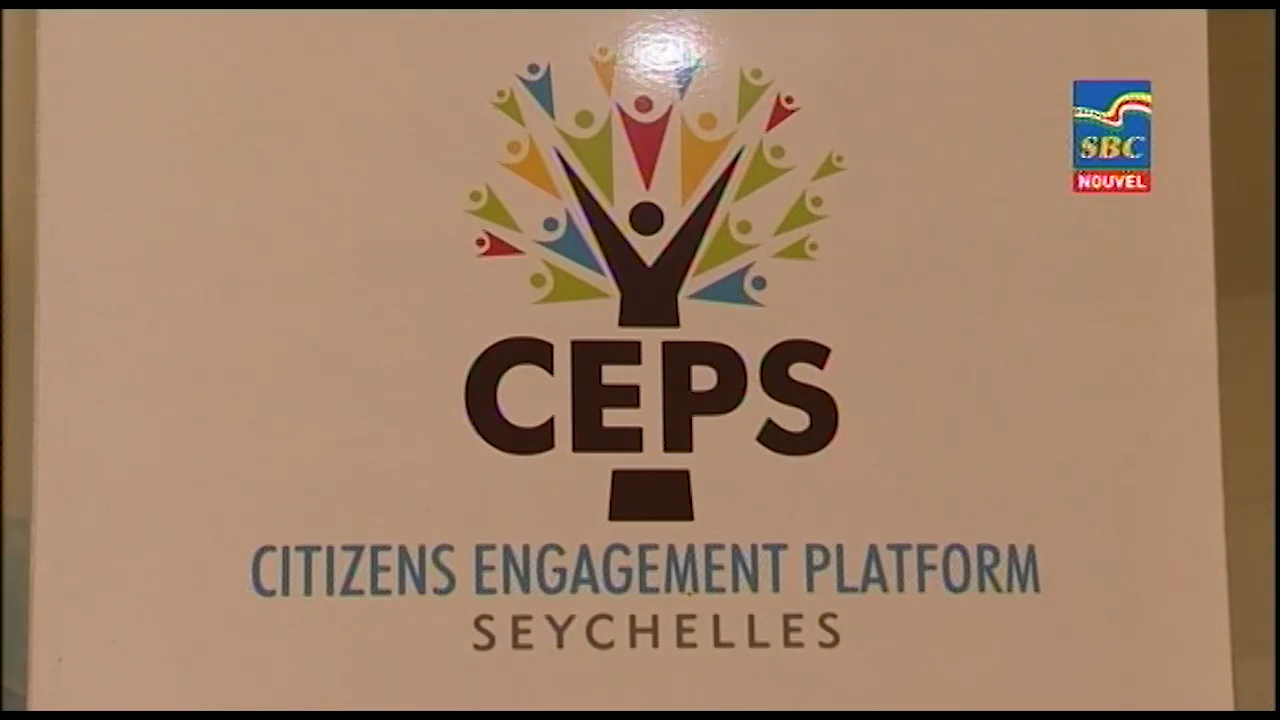 SBC
NOUVEL
CEPS
CITIZENS ENGAGEMENT PLATFORM
SEYCHELLES